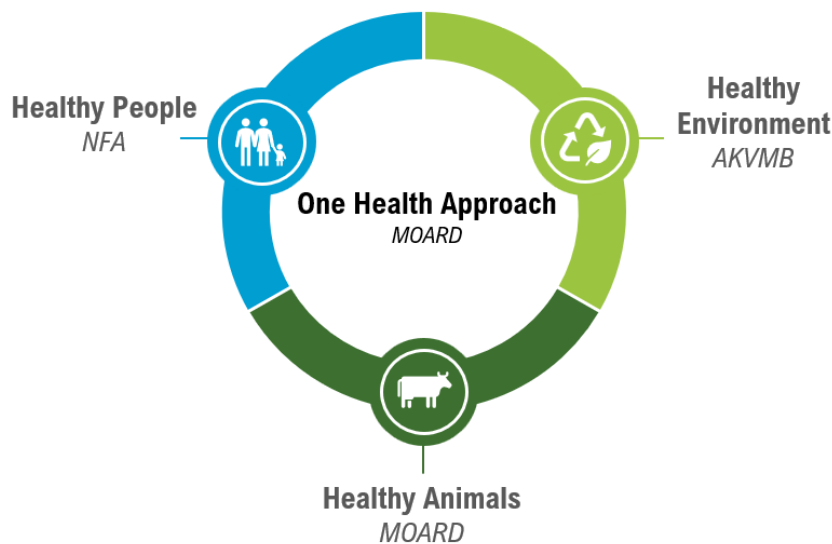 Healthy People
NFA
Healthy
Environment
AKVMB
One Health Approach
MOARD
Healthy Animals
MOARD